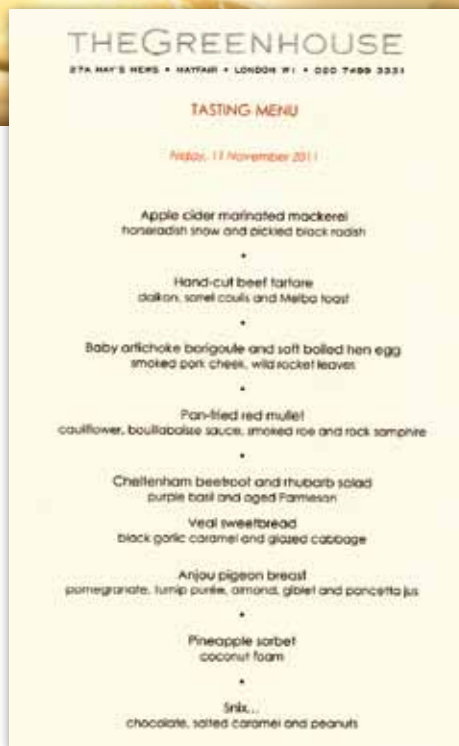 THEGREENHOUSE
27A HAY'S MEWS • MAYFAIR • LONDON W1 • 020 7499 3331
TASTING MENU
Friday, 11 November 2011
Apple cider marinated mackerel
horseradish snow and pickled black radish
•
Hand-cut beef tartare
daikon, sorrel coulis and Melba toast
•
Baby artichoke barigoule and soft boiled hen egg
smoked pork cheek, wild rocket leaves
•
Pan-fried red mullet
cauliflower, bouillabaisse sauce, smoked roe and rock samphire
•
Cheltenham beetroot and rhubarb salad
purple basil and aged Parmesan
Veal sweetbread
black garlic caramel and glazed cabbage
Anjou pigeon breast
pomegranate, turnip purée, almond, giblet and pancetta jus
•
Pineapple sorbet
coconut foam
•
Snix...
chocolate, salted caramel and peanuts